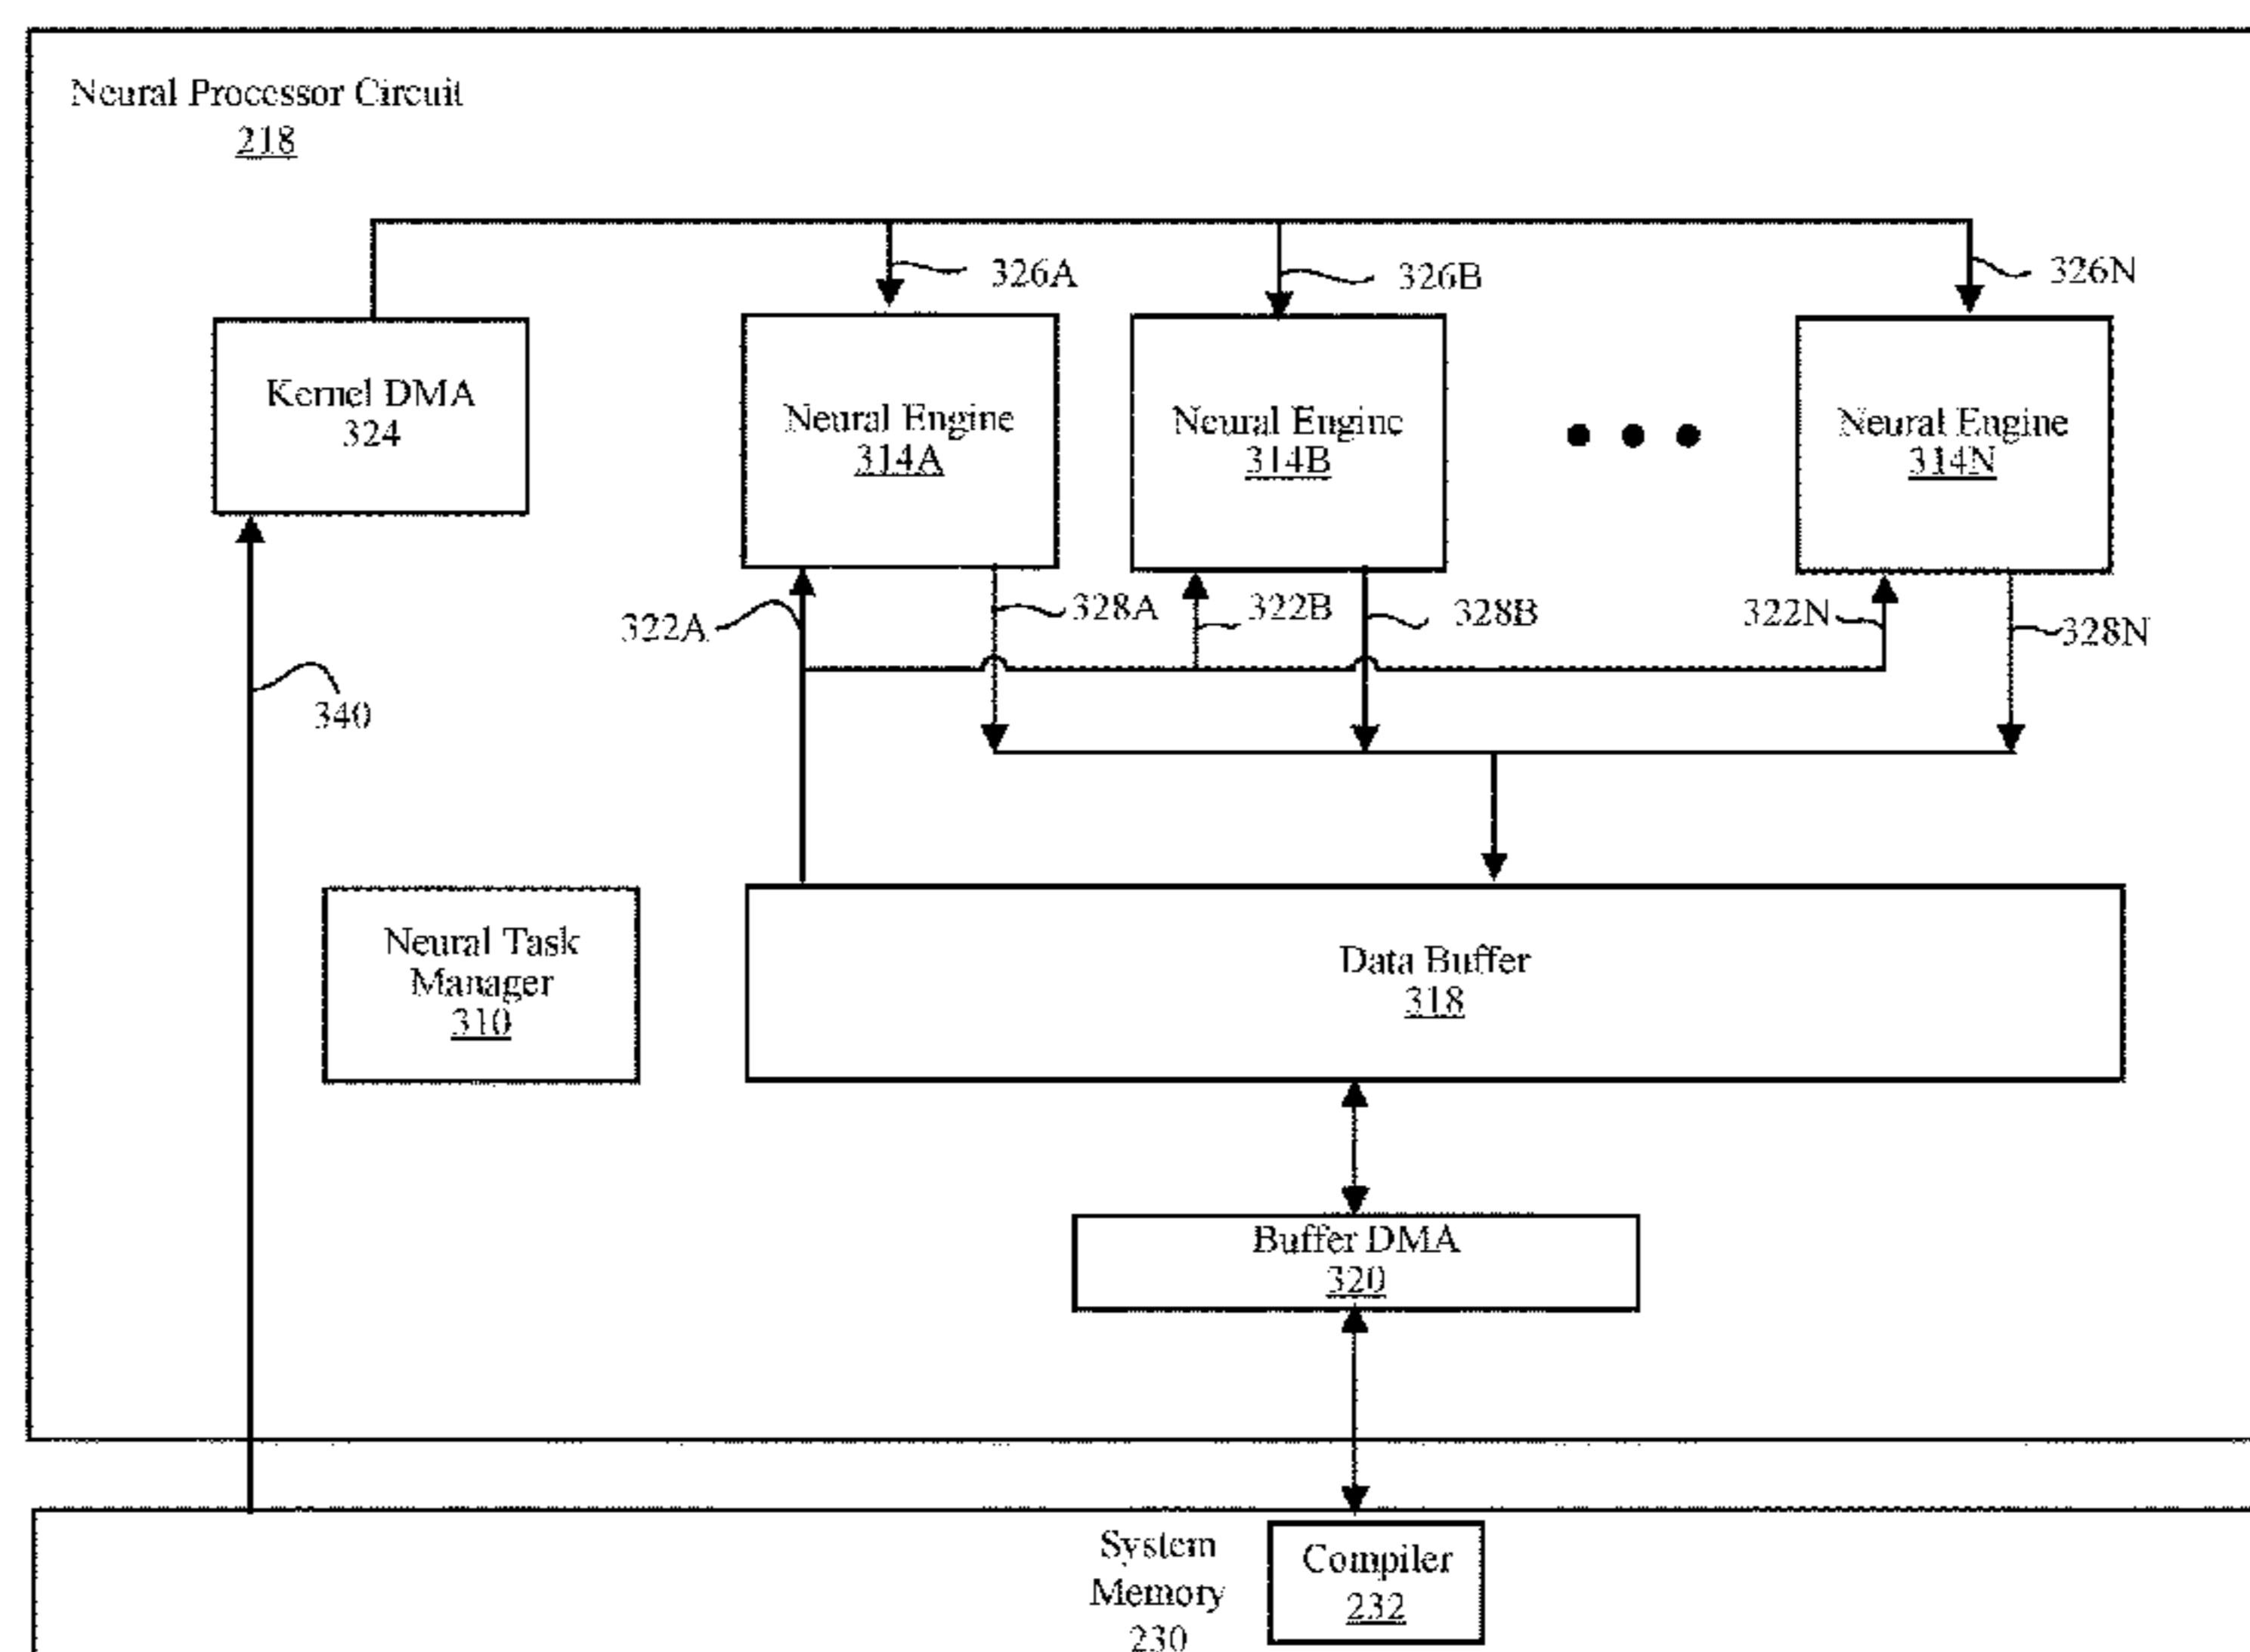 Neural Processor Circuit
218
326A
326B
326N
Kernel DMA
324
Neural Engine
314A
Neural Engine
314B
Neural Engine
314N
322A
328A
322B
328B
322N
328N
340
Neural Task
Manager
310
Data Buffer
318
Buffer DMA
320
System
Memory
230
Compiler
232